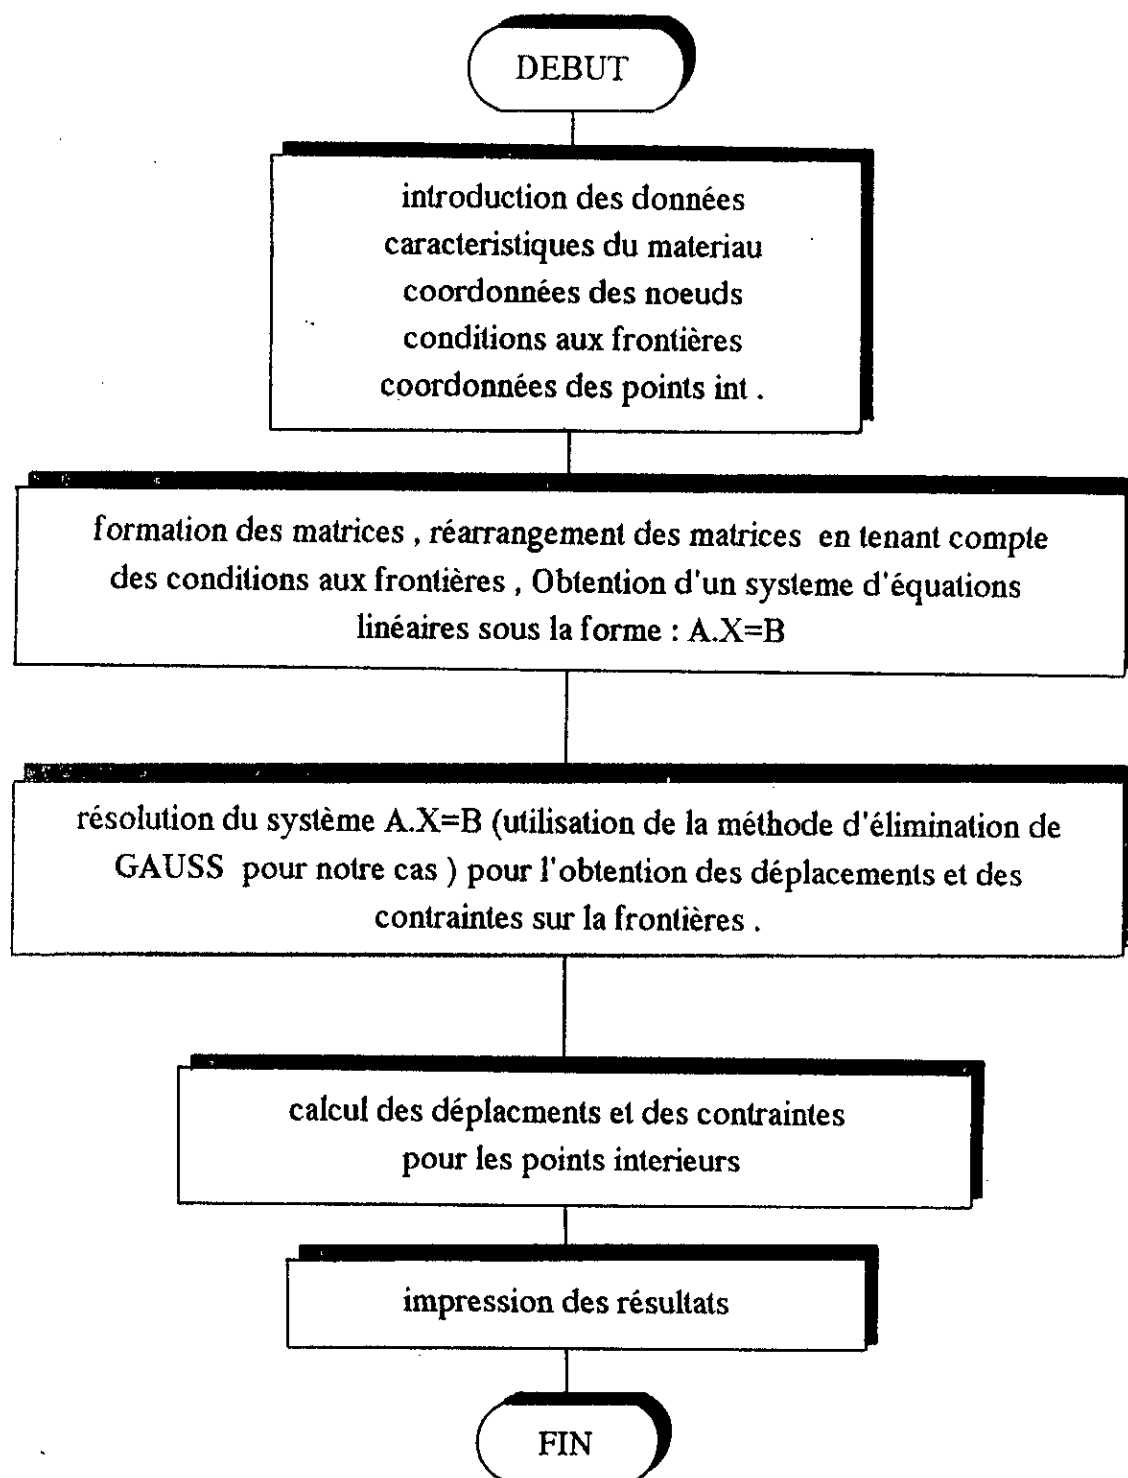 DEBUT
introduction des données
caracteristiques du materiau
coordonnées des noeuds
conditions aux frontières
coordonnées des points int .
formation des matrices , réarrangement des matrices en tenant compte
des conditions aux frontières , Obtention d'un systeme d'équations
linéaires sous la forme : A.X=B
résolution du système A.X=B (utilisation de la méthode d'élimination de
GAUSS pour notre cas ) pour l'obtention des déplacements et des
contraintes sur la frontières .
calcul des déplacments et des contraintes
pour les points interieurs
impression des résultats
FIN